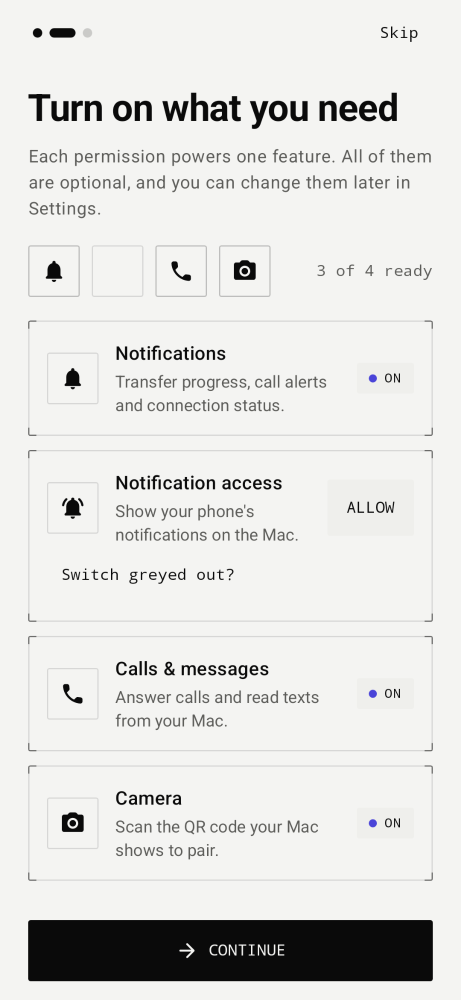 Skip
Turn on what you need
Each permission powers one feature. All of them
are optional, and you can change them later in
Settings.
3 of 4 ready
Notifications
Transfer progress, call alerts
and connection status.
ON
Notification access
Show your phone's
notifications on the Mac.
ALLOW
Switch greyed out?
Calls & messages
Answer calls and read texts
from your Mac.
ON
Camera
Scan the QR code your Mac
shows to pair.
ON
CONTINUE